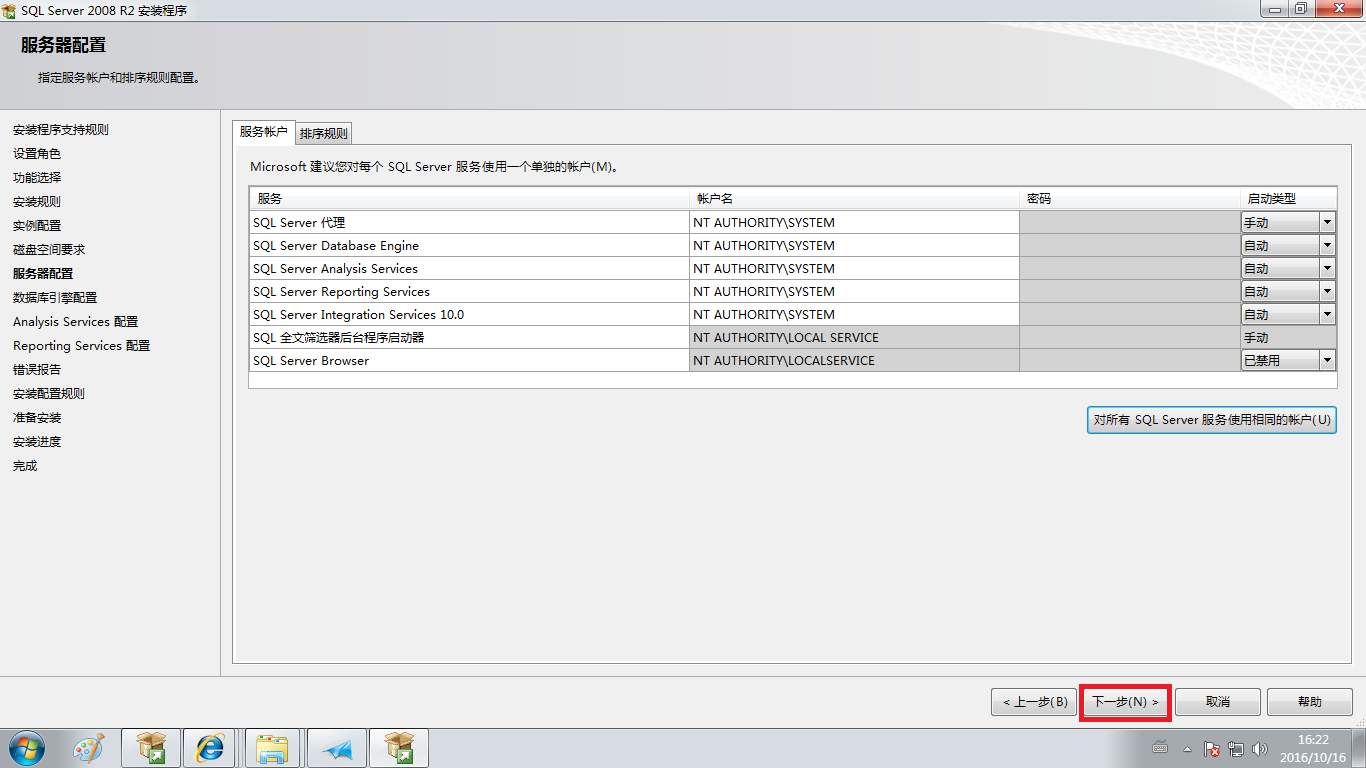 SQL Server 2008 R2 安装程序
服务器配置
指定服务帐户和排序规则配置。
安装程序支持规则
设置角色
功能选择
安装规则
实例配置
磁盘空间要求
服务器配置
数据库引擎配置
Analysis Services 配置
Reporting Services 配置
错误报告
安装配置规则
准备安装
安装进度
完成
服务帐户 排序规则
Microsoft 建议您对每个 SQL Server 服务使用一个单独的帐户(M)。
服务 帐户名 密码 启动类型
SQL Server 代理 NT AUTHORITY\SYSTEM 手动
SQL Server Database Engine NT AUTHORITY\SYSTEM 自动
SQL Server Analysis Services NT AUTHORITY\SYSTEM 自动
SQL Server Reporting Services NT AUTHORITY\SYSTEM 自动
SQL Server Integration Services 10.0 NT AUTHORITY\SYSTEM 自动
SQL 全文筛选器后台程序启动器 NT AUTHORITY\LOCAL SERVICE 手动
SQL Server Browser NT AUTHORITY\LOCALSERVICE 已禁用
对所有 SQL Server 服务使用相同的帐户(U)
< 上一步(B) 下一步(N) > 取消 帮助
16:22
2016/10/16